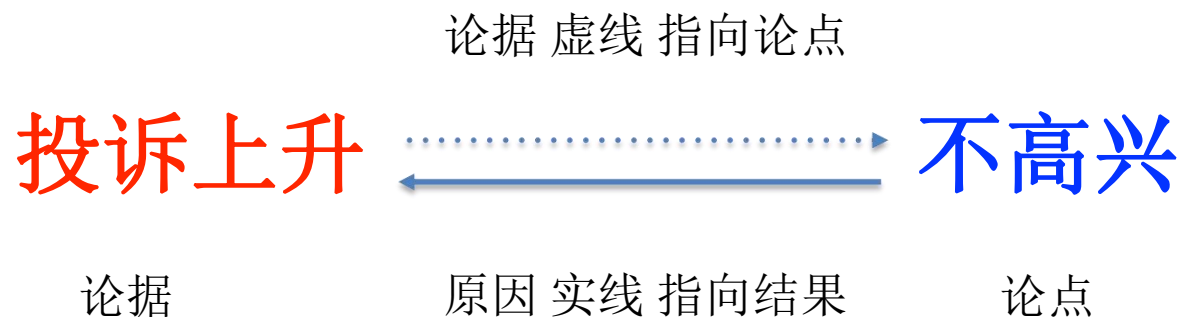 论据 虚线 指向论点
投诉上升 不高兴
论据 原因 实线 指向结果 论点